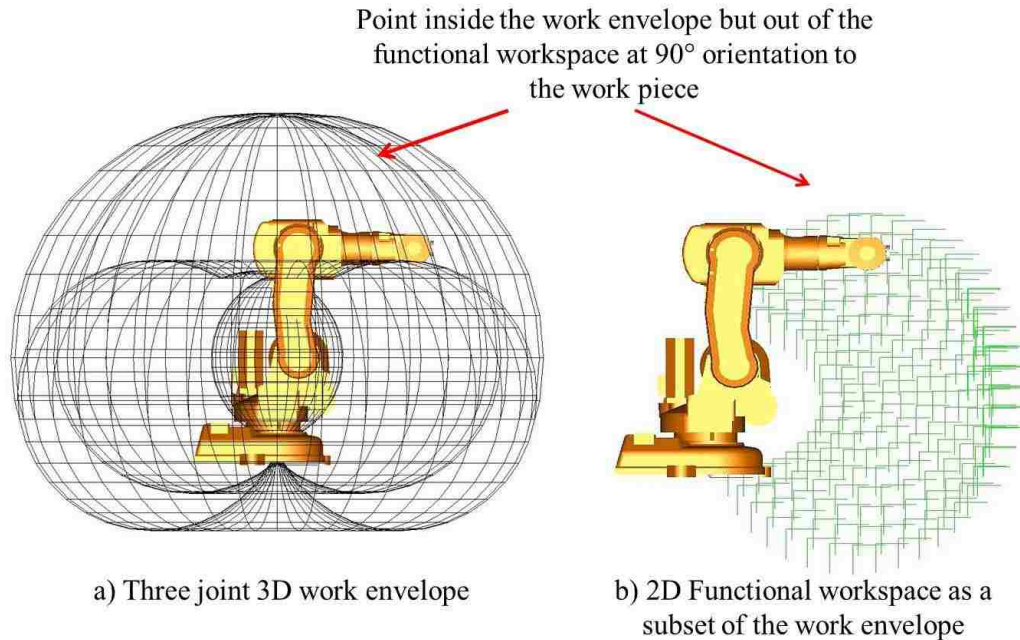 Point inside the work envelope but out of the
functional workspace at 90° orientation to
the work piece
a) Three joint 3D work envelope
b) 2D Functional workspace as a
subset of the work envelope